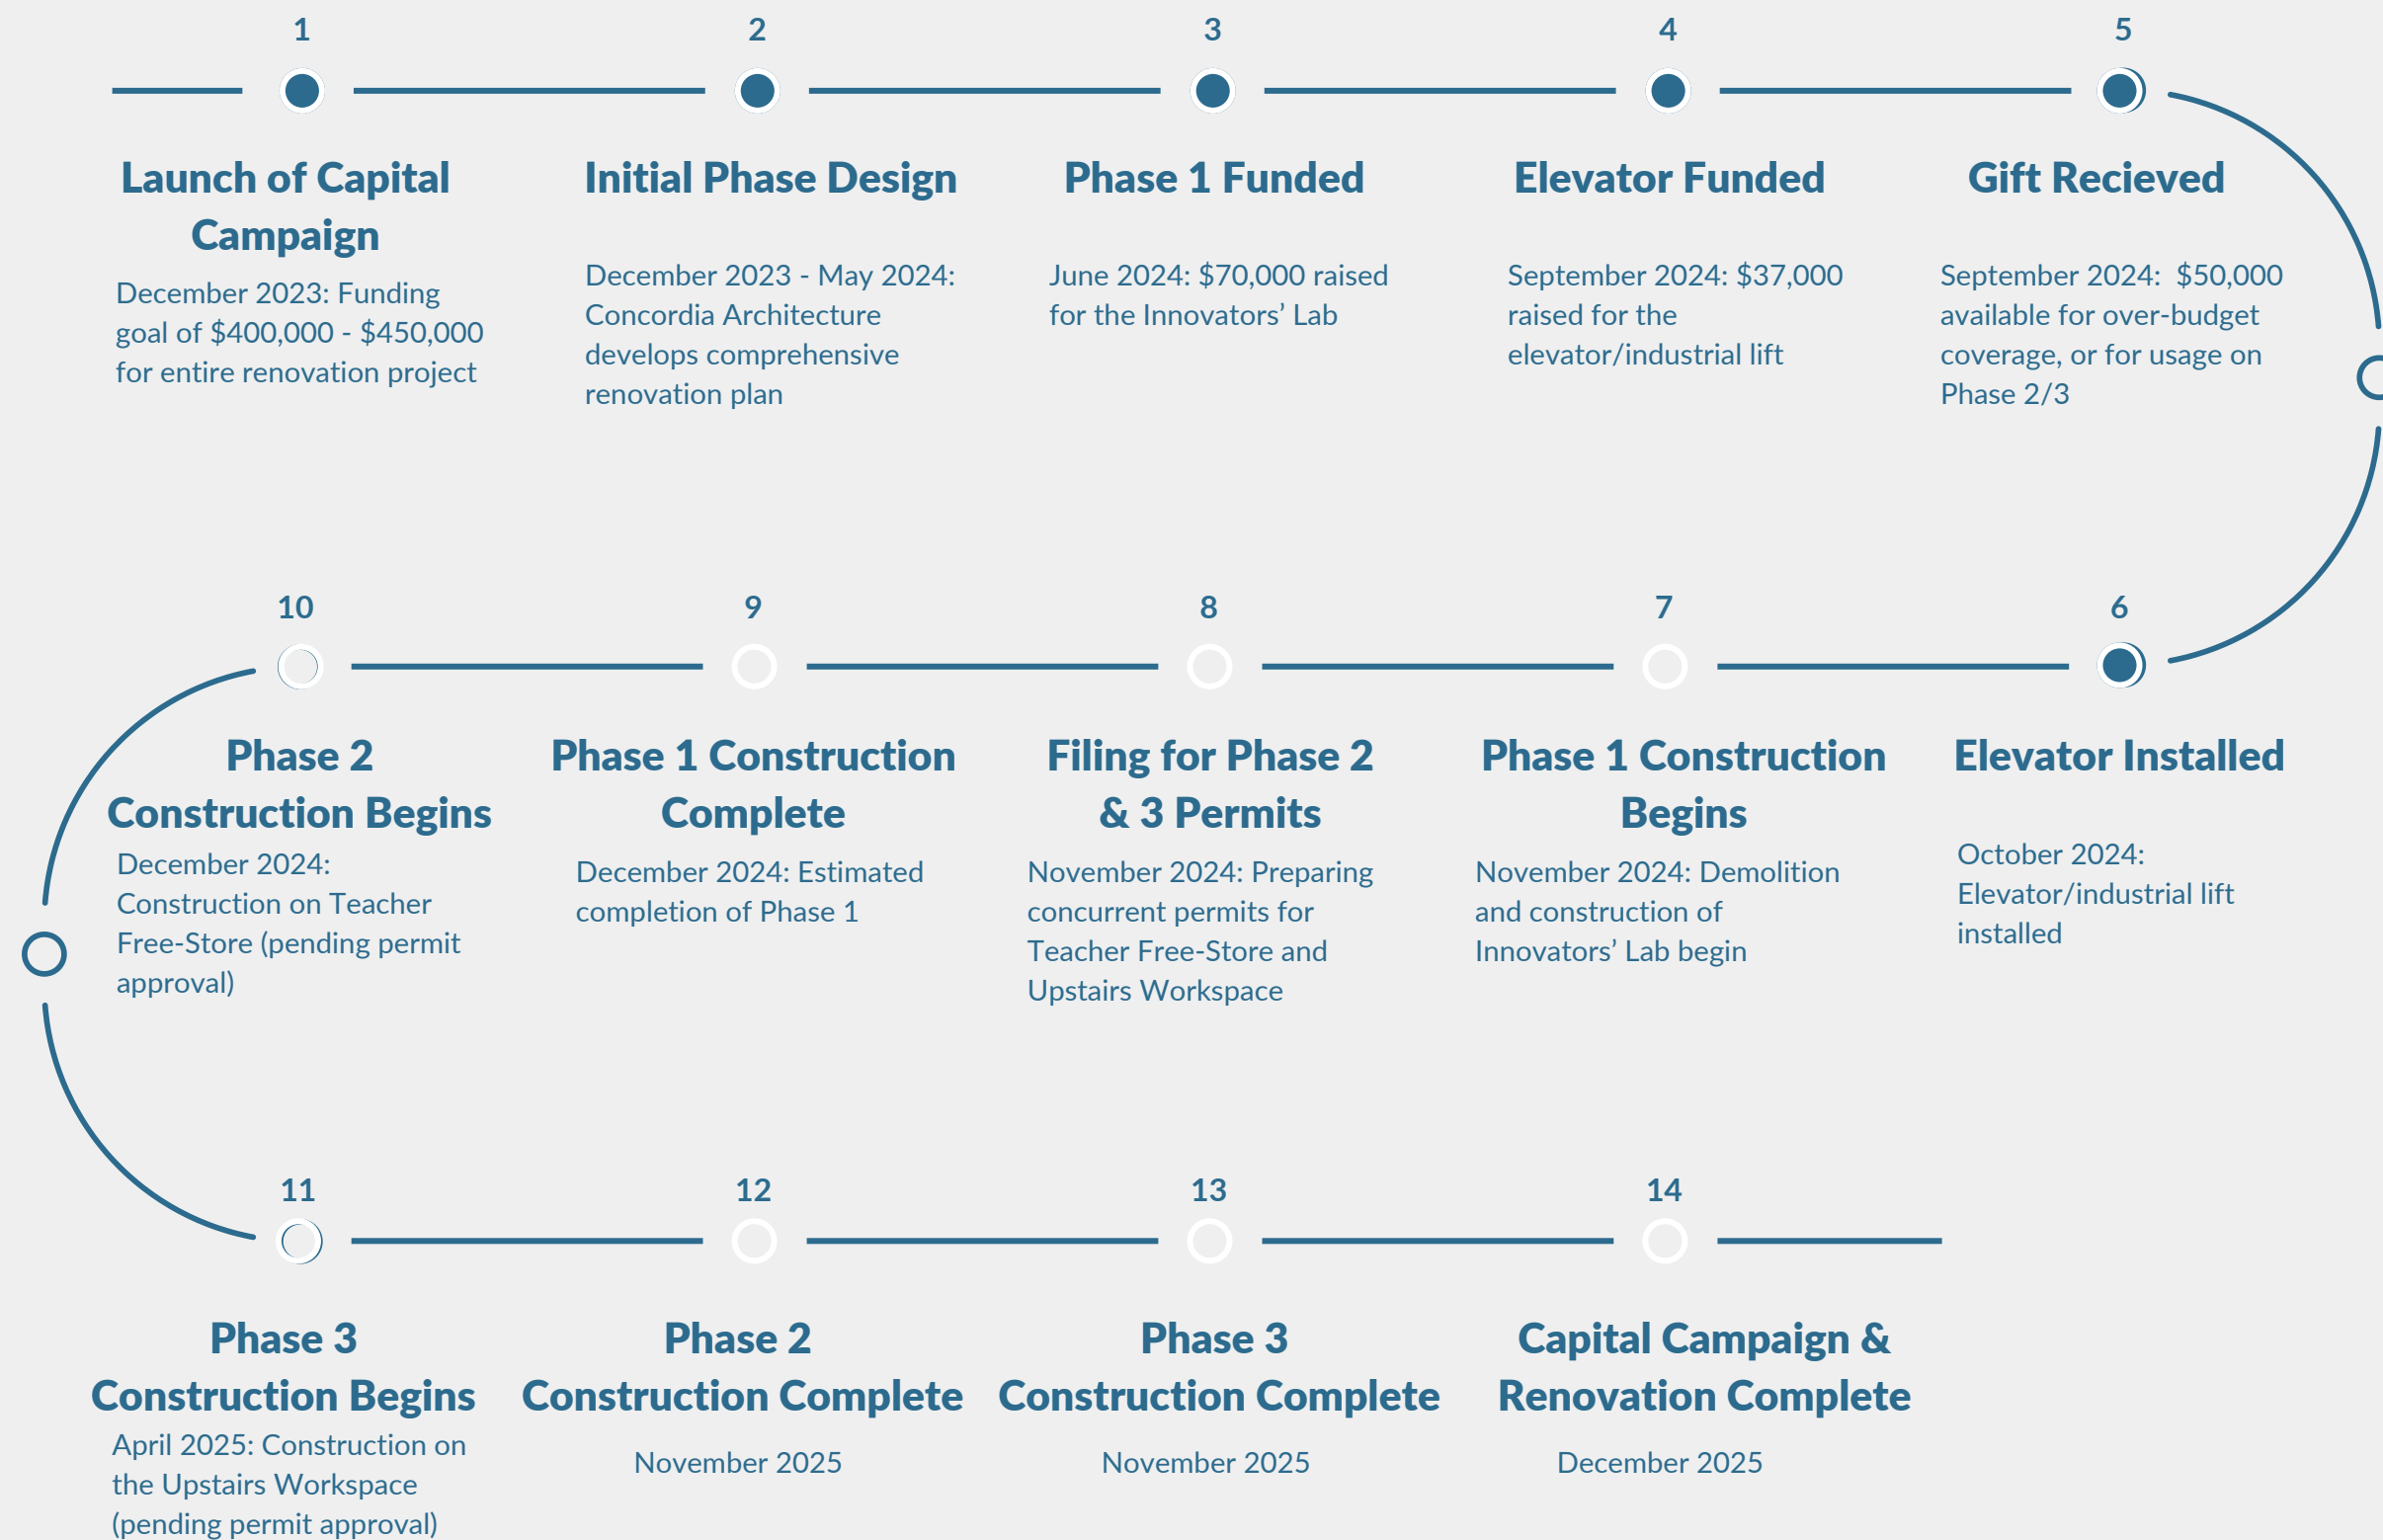 1
Launch of Capital
Campaign
December 2023: Funding
goal of $400,000 - $450,000
for entire renovation project
2
Initial Phase Design
December 2023 - May 2024:
Concordia Architecture
develops comprehensive
renovation plan
3
Phase 1 Funded
June 2024: $70,000 raised
for the Innovators’ Lab
4
Elevator Funded
September 2024: $37,000
raised for the
elevator/industrial lift
5
Gift Recieved
September 2024:  $50,000
available for over-budget
coverage, or for usage on
Phase 2/3
6
Elevator Installed
October 2024:
Elevator/industrial lift
installed
7
Phase 1 Construction
Begins
November 2024: Demolition
and construction of
Innovators’ Lab begin
8
Filing for Phase 2
& 3 Permits
November 2024: Preparing
concurrent permits for
Teacher Free-Store and
Upstairs Workspace
9
Phase 1 Construction
Complete
December 2024: Estimated
completion of Phase 1
10
Phase 2
Construction Begins
December 2024:
Construction on Teacher
Free-Store (pending permit
approval)
11
Phase 3
Construction Begins
April 2025: Construction on
the Upstairs Workspace
(pending permit approval)
12
Phase 2
Construction Complete
November 2025
13
Phase 3
Construction Complete
November 2025
14
Capital Campaign &
Renovation Complete
December 2025